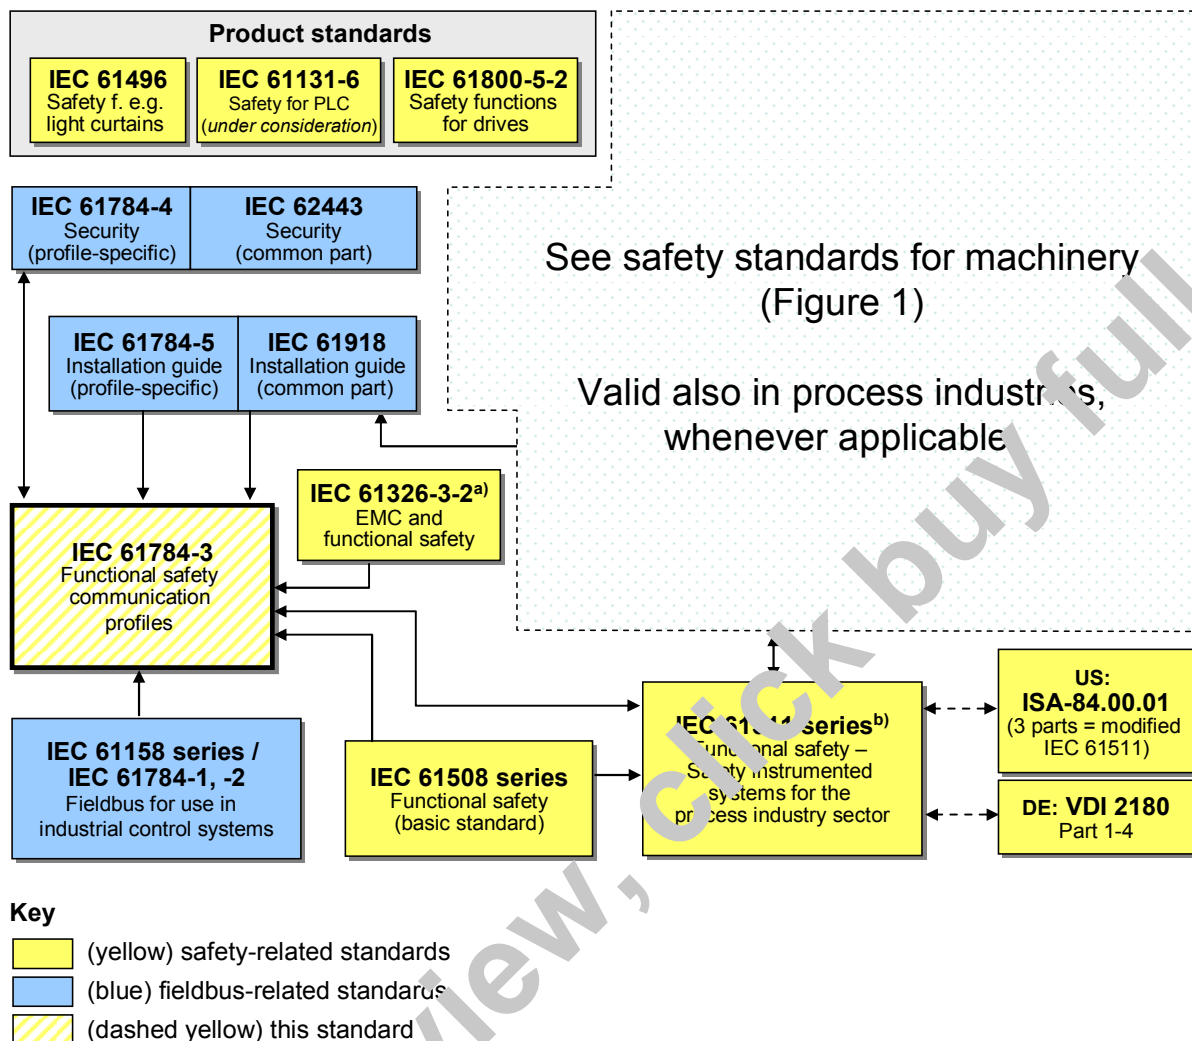 Product standards
IEC 61496
Safety f. e.g.
light curtains
IEC 61131-6
Safety for PLC
(under consideration)
IEC 61800-5-2
Safety functions
for drives
IEC 61784-4
Security
(profile-specific)
IEC 62443
Security
(common part)
See safety standards for machinery
(Figure 1)
Valid also in process industries,
whenever applicable
IEC 61784-5
Installation guide
(profile-specific)
IEC 61918
Installation guide
(common part)
IEC 61326-3-2a)
EMC and
functional safety
IEC 61784-3
Functional safety
communication
profiles
IEC 61158 series /
IEC 61784-1, -2
Fieldbus for use in
industrial control systems
IEC 61508 series
Functional safety
(basic standard)
IEC 61511 seriesb)
Functional safety –
Safety instrumented
systems for the
process industry sector
US:
ISA-84.00.01
(3 parts = modified
IEC 61511)
DE: VDI 2180
Part 1-4
Key
(yellow) safety-related standards
(blue) fieldbus-related standards
(dashed yellow) this standard
click buy full